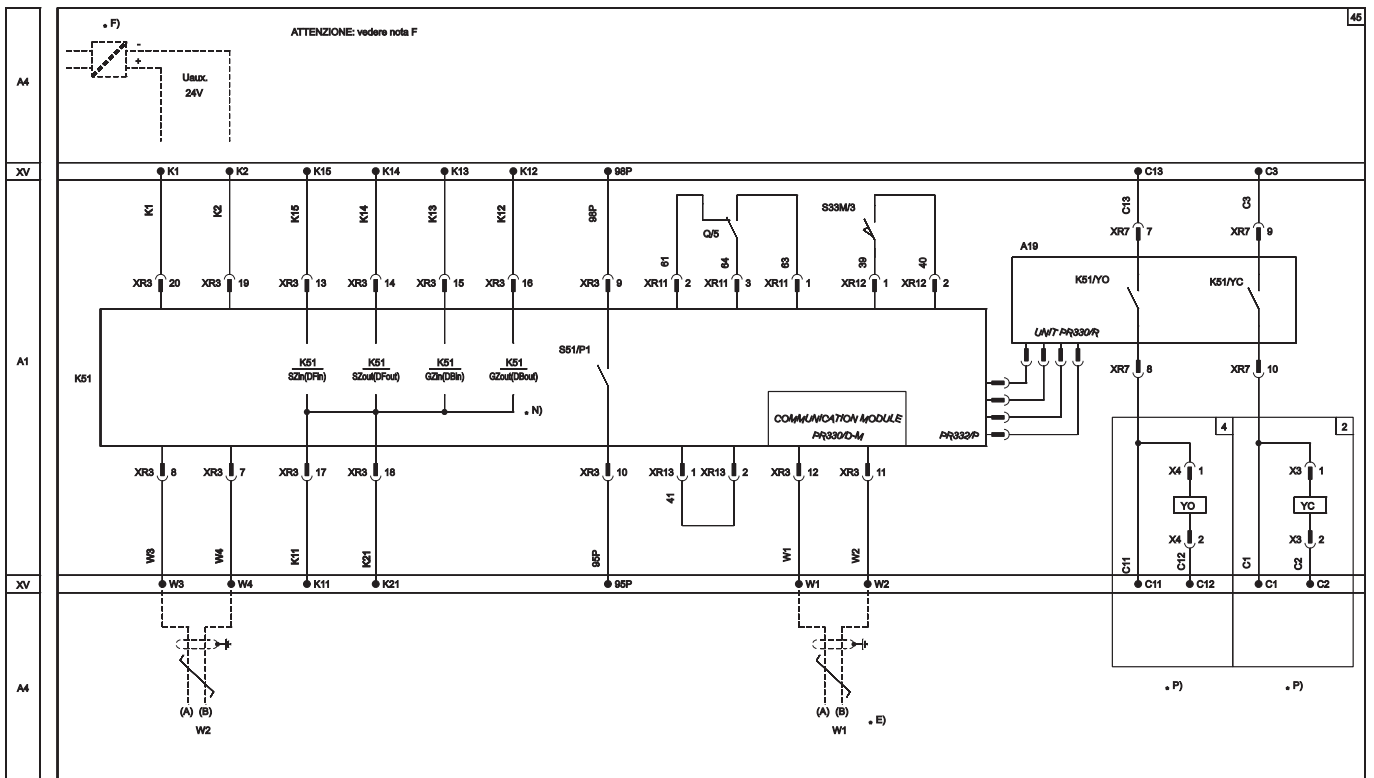 . F)
ATTENZIONE: vedere nota F
45
-
+
Uaux.
24V
A4
XV
K1
K2
K15
K14
K13
K12
98P
C13
C3
K1
K2
K15
K14
K13
K12
98P
Q/5
S33M/3
C13
C3
XR7 7
XR7 9
61
64
63
39
40
A19
XR3 20
XR3 19
XR3 13
XR3 14
XR3 15
XR3 16
XR3 9
XR11 2
XR11 3
XR11 1
XR12 1
XR12 2
K51/YO
K51/YC
UNIT PR330/R
A1
K51
K51
SZin(DFin)
K51
SZout(DFout)
K51
GZin(DBin)
K51
GZout(DBout)
S51/P1
. N)
COMMUNICATION MODULE
PR330/D-M
PR332/P
XR7 8
XR7 10
4
2
XR3 8
XR3 7
XR3 17
XR3 18
XR3 10
XR13 1
XR13 2
XR3 12
XR3 11
X4 1
X3 1
41
YO
YC
X4 2
X3 2
W3
W4
K11
K21
95P
W1
W2
C11
C12
C1
C2
XV
W3
W4
K11
K21
95P
W1
W2
C11
C12
C1
C2
A4
(A) (B)
W2
(A) (B)
W1
. E)
. P)
. P)